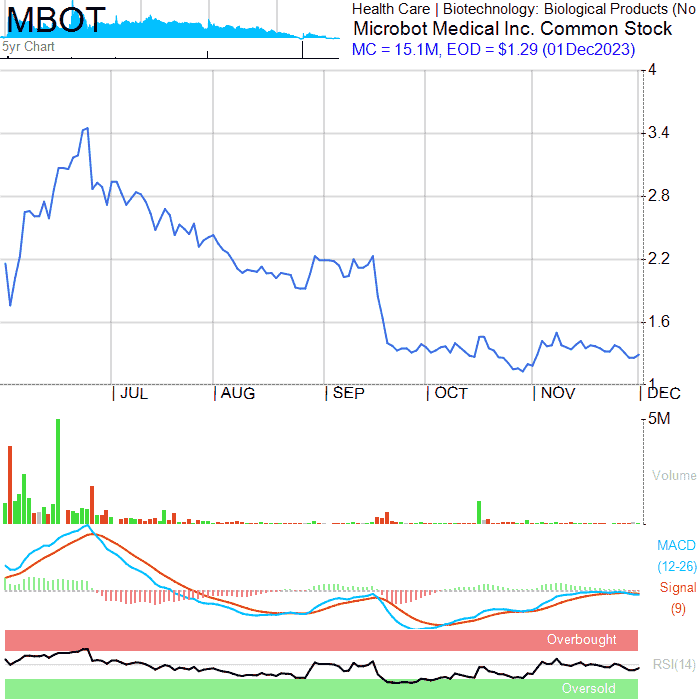 MBOT
5yr Chart
Health Care | Biotechnology: Biological Products (No
Microbot Medical Inc. Common Stock
MC = 15.1M, EOD = $1.29 (01Dec2023)
4
3.4
2.8
2.2
1.6
1
JUL AUG SEP OCT NOV DEC
5M
Volume
MACD
(12-26)
Signal
(9)
Overbought
RSI(14)
Oversold